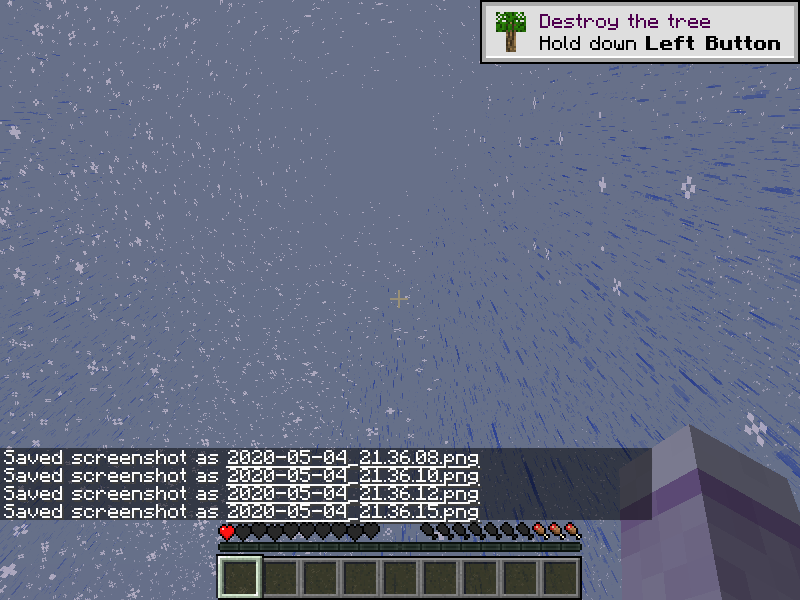 Destroy the tree
Hold down Left Button
Saved screenshot as 2020-05-04_21.36.08.png
Saved screenshot as 2020-05-04_21.36.10.png
Saved screenshot as 2020-05-04_21.36.12.png
Saved screenshot as 2020-05-04_21.36.15.png